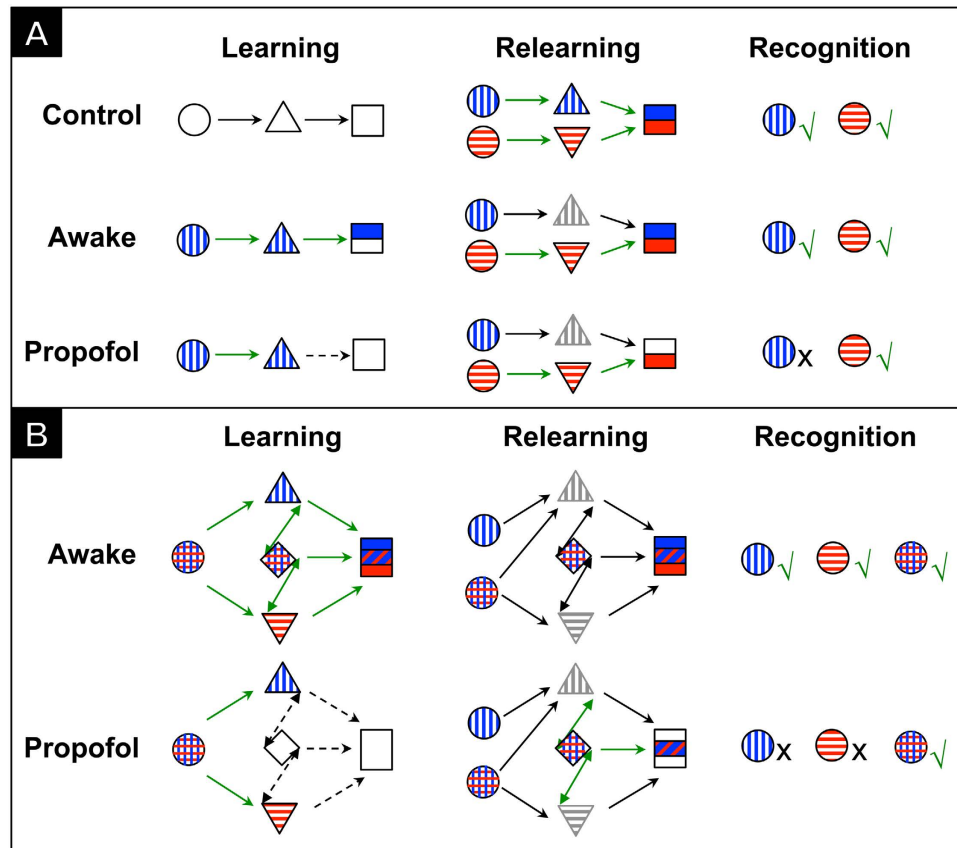 A
Learning Relearning Recognition
Control
√ √
Awake
√ √
Propofol
X √
B
Learning Relearning Recognition
Awake
√ √ √
Propofol
X X √